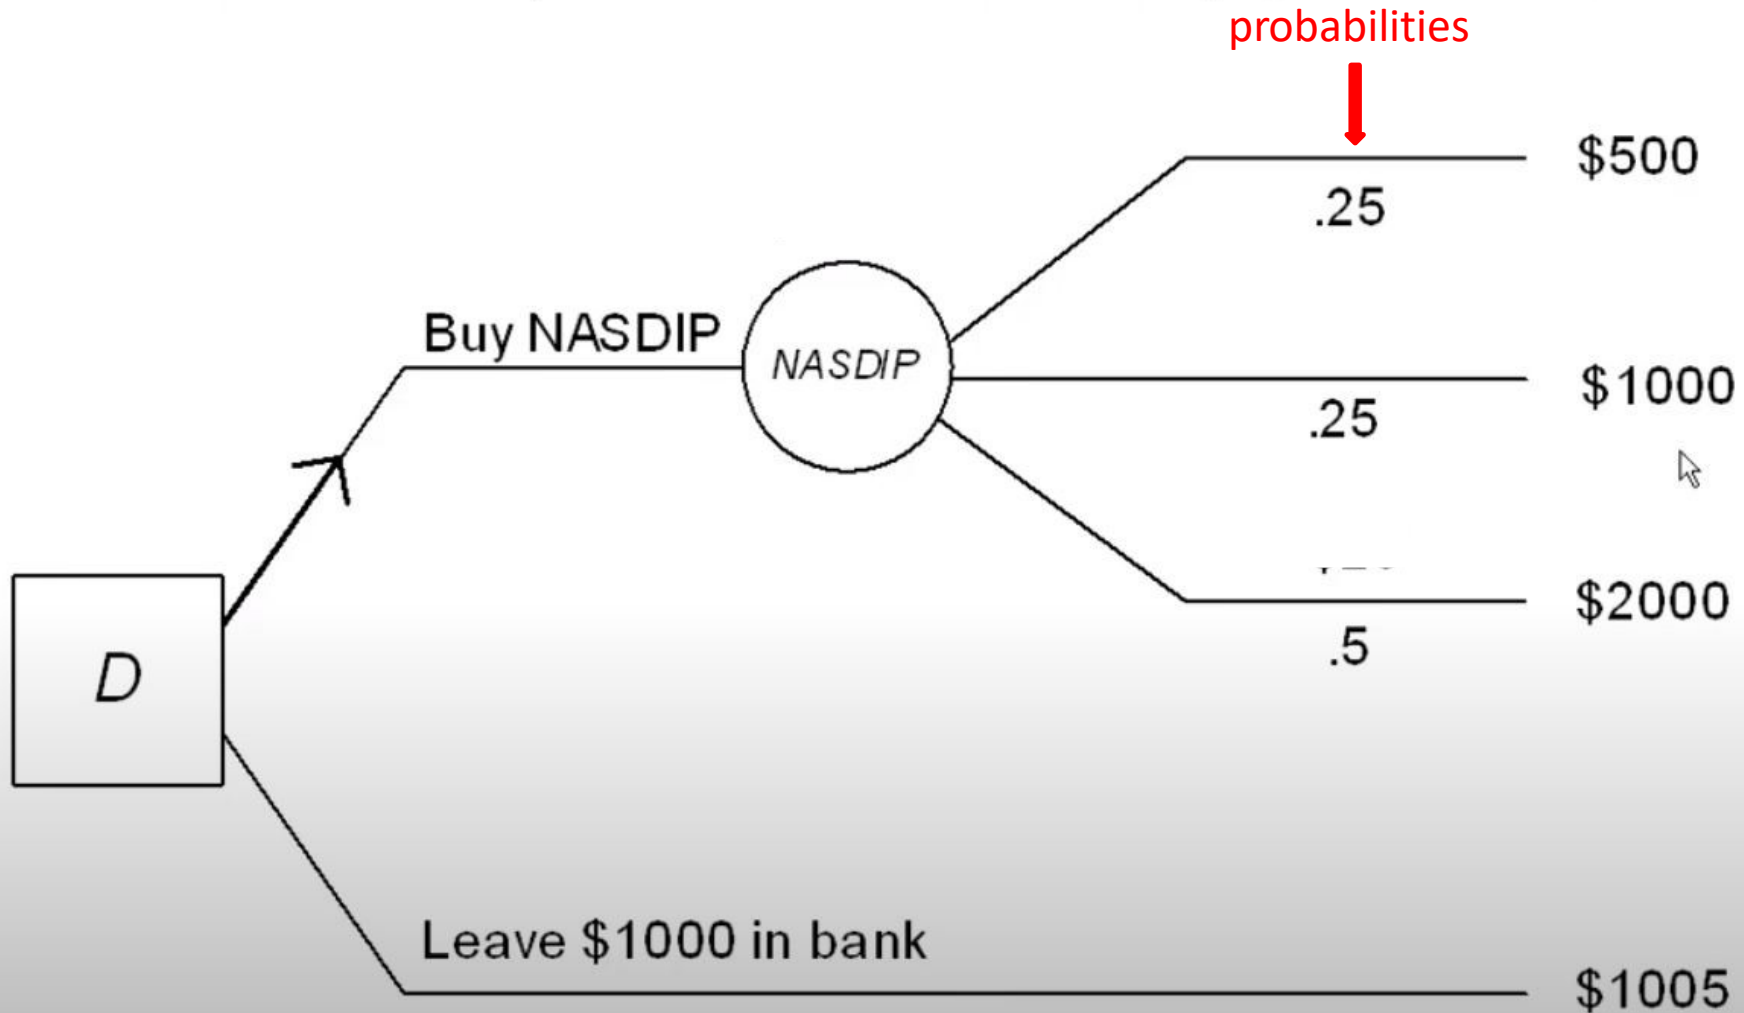 probabilities
$500
.25
Buy NASDIP
NASDIP
$1000
.25
$2000
.5
D
Leave $1000 in bank
$1005